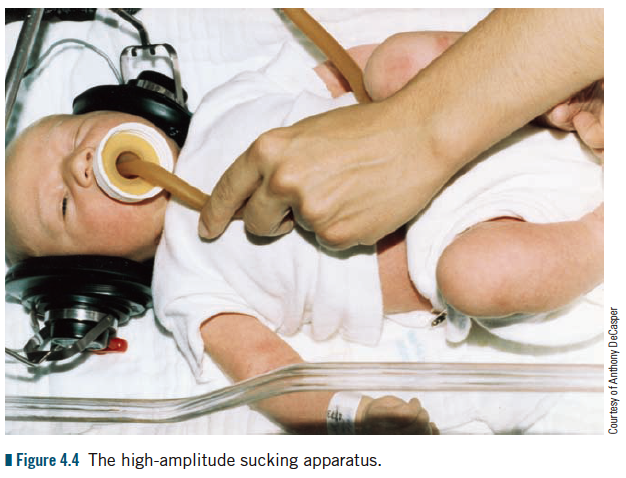 Courtesy of Anthony DeCasper
Figure 4.4 The high-amplitude sucking apparatus.